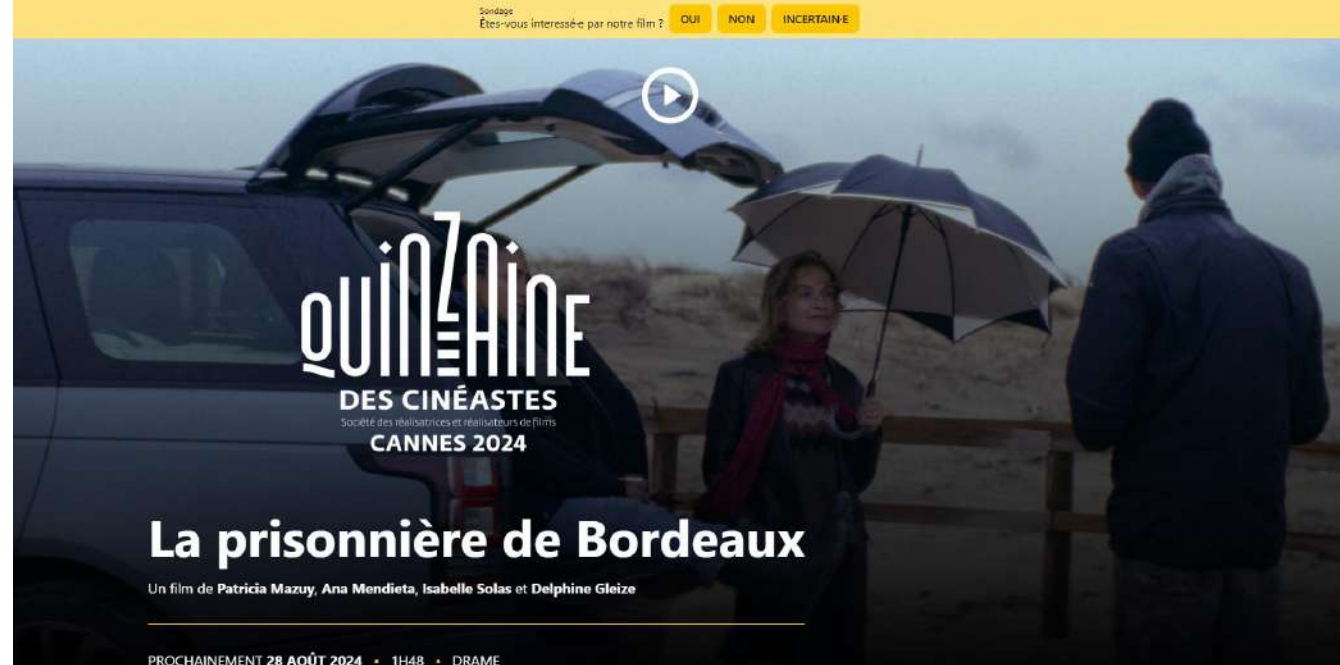 Sondage
Êtes-vous interessé·e par notre film ? OUI NON INCERTAIN·E
QUINZAINE
DES CINÉASTES
Société des réalisatrices et réalisateurs de films
CANNES 2024
La prisonnière de Bordeaux
Un film de Patricia Mazuy, Ana Mendieta, Isabelle Solas et Delphine Gleize
PROCHAINEMENT 28 AOÛT 2024 • 1H48 • DRAME